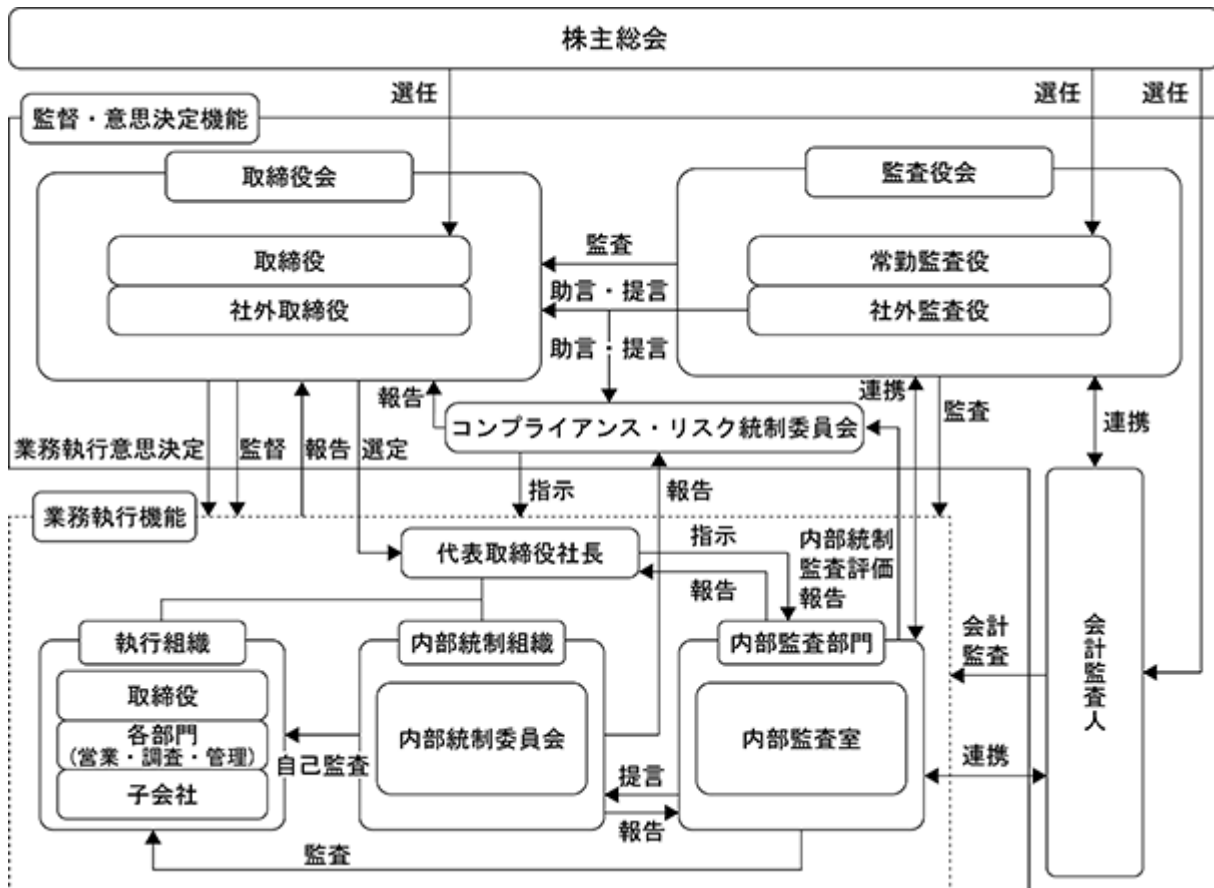 株主総会
選任
選任
選任
監督・意思決定機能
取締役会
監査役会
取締役
社外取締役
監査
助言・提言
助言・提言
常勤監査役
社外監査役
報告
連携
監査
連携
コンプライアンス・リスク統制委員会
業務執行意思決定
監督
報告
選定
指示
報告
業務執行機能
代表取締役社長
指示
報告
内部統制
監査評価
報告
執行組織
内部統制組織
内部監査部門
会計
監査
会計監査人
取締役
各部門
(営業・調査・管理)
子会社
自己監査
内部統制委員会
内部監査室
提言
報告
連携
監査